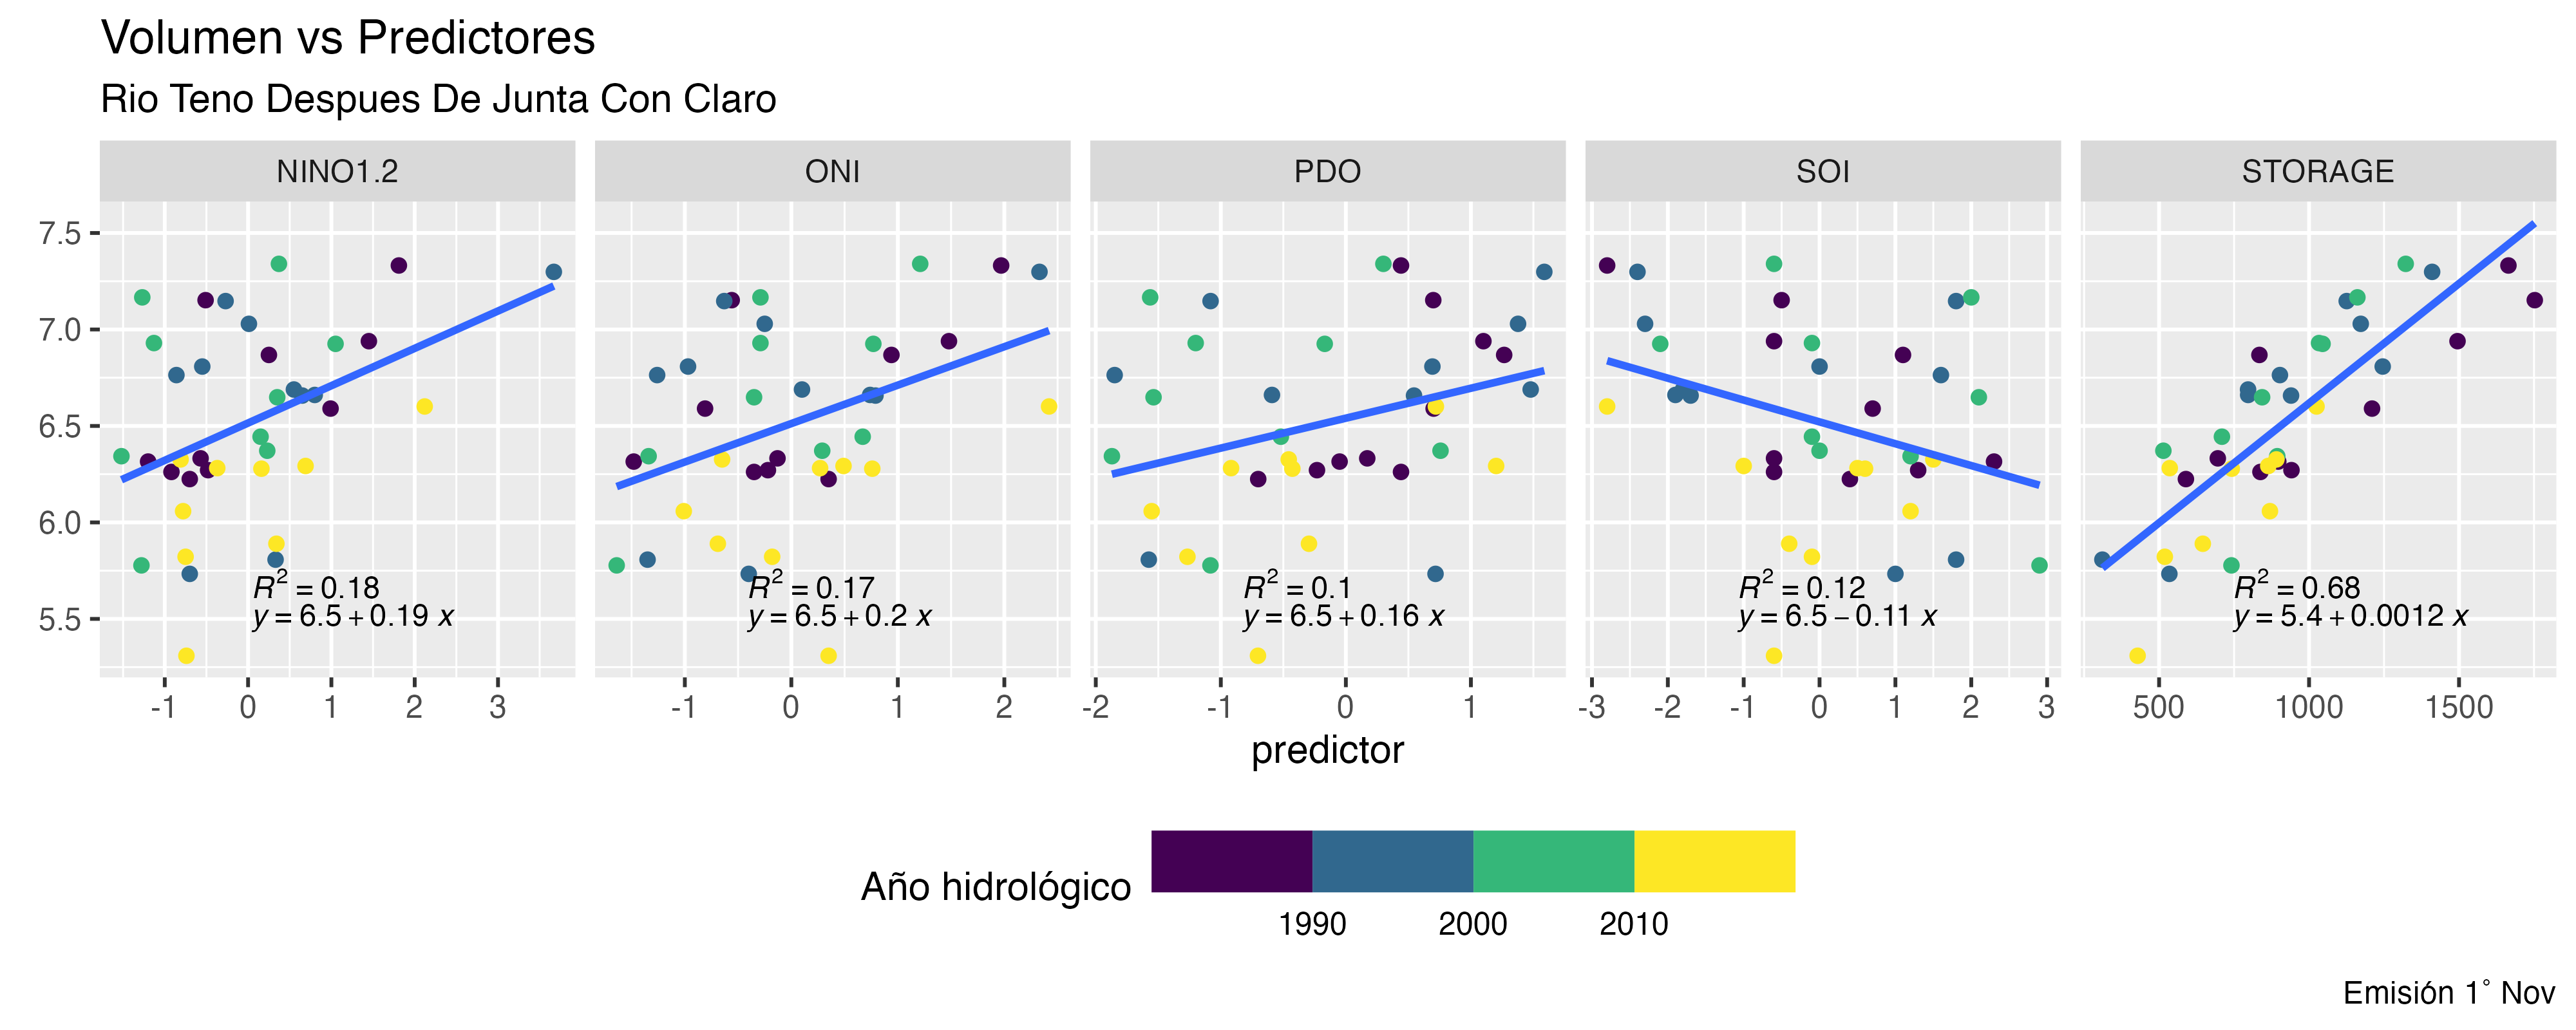 Volumen vs Predictores
Rio Teno Despues De Junta Con Claro
NINO1.2 ONI PDO SOI STORAGE
7.5
7.0
6.5
6.0
5.5
R² = 0.18
y = 6.5 + 0.19 x
R² = 0.17
y = 6.5 + 0.2 x
R² = 0.1
y = 6.5 + 0.16 x
R² = 0.12
y = 6.5 − 0.11 x
R² = 0.68
y = 5.4 + 0.0012 x
-1 0 1 2 3
-1 0 1 2
-2 -1 0 1
-3 -2 -1 0 1 2 3
500 1000 1500
predictor
Año hidrológico
1990 2000 2010
Emisión 1° Nov